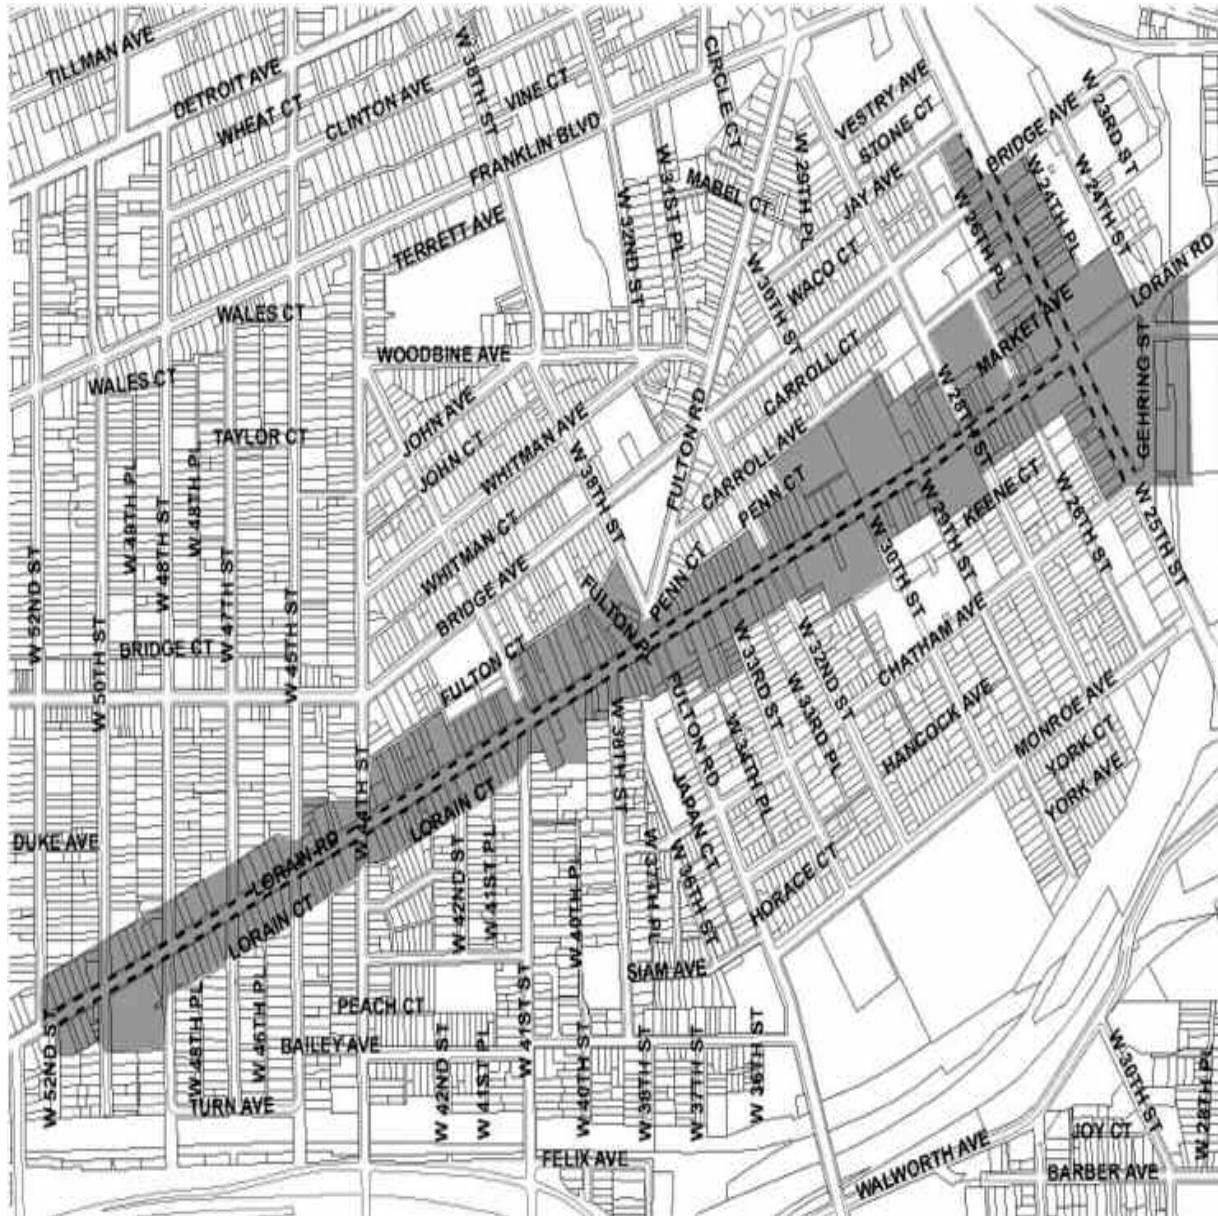 TILLMAN AVE
DETROIT AVE
WHEAT CT
CLINTON AVE
W 38TH ST
VINE CT
FRANKLIN BLVD
CIRCLE CT
VESTRY AVE
STONE CT
W 23RD ST
BRIDGE AVE
W 24TH ST
W 24TH PL
W 29TH PL
MABEL CT
JAY AVE
W 31ST PL
W 32ND ST
TERRETT AVE
W 26TH PL
LORAIN RD
WACO CT
W 30TH ST
WALES CT
MARKET AVE
WOODBINE AVE
CARROLL CT
GEHRING ST
WALES CT
JOHN AVE
FULTON RD
W 28TH ST
TAYLOR CT
JOHN CT
WHITMAN AVE
CARROLL AVE
W 49TH PL
W 48TH PL
W 48TH ST
W 38TH ST
PENN CT
KEENE CT
W 26TH ST
W 25TH ST
W 29TH ST
W 30TH ST
W 52ND ST
W 47TH ST
W 45TH ST
WHITMAN CT
BRIDGE AVE
PENN CT
FULTON PL
W 50TH ST
BRIDGE CT
FULTON CT
W 33RD ST
W 32ND ST
CHATHAM AVE
W 38TH ST
FULTON RD
W 34TH PL
W 33RD PL
HANCOCK AVE
MONROE AVE
YORK CT
YORK AVE
DUKE AVE
W 44TH ST
LORAIN CT
LORAIN RD
LORAIN CT
W 42ND ST
W 41ST PL
W 40TH PL
W 37TH PL
JAPAN CT
W 36TH ST
HORACE CT
SIAM AVE
W 52ND ST
W 48TH PL
W 46TH PL
PEACH CT
BAILEY AVE
W 41ST ST
W 42ND ST
W 41ST PL
W 40TH ST
W 38TH ST
W 37TH ST
W 36TH ST
TURN AVE
FELIX AVE
WALWORTH AVE
W 30TH ST
W 28TH PL
JOY CT
BARBER AVE